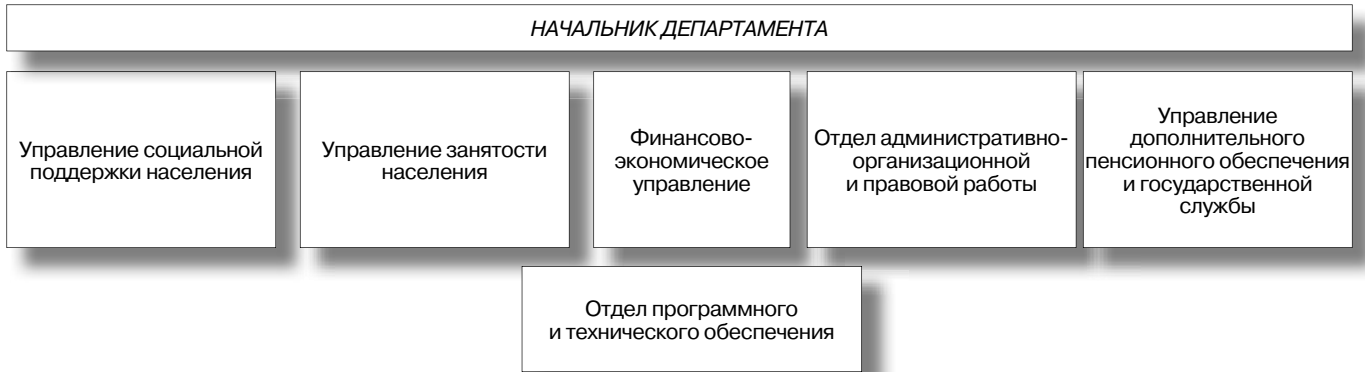 НАЧАЛЬНИК ДЕПАРТАМЕНТА
Управление социальной
поддержки населения
Управление занятости
населения
Финансово-
экономическое
управление
Отдел административно-
организационной
и правовой работы
Управление
дополнительного
пенсионного обеспечения
и государственной
службы
Отдел программного
и технического обеспечения